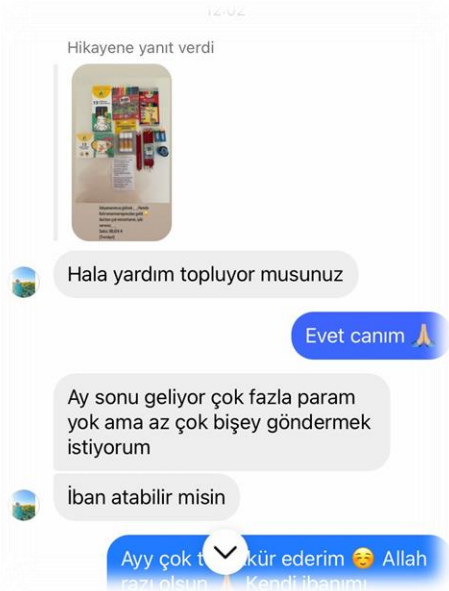 12:02
Hikayene yanıt verdi
Hala yardım topluyor musunuz
Evet canım 🙏🏼
Ay sonu geliyor çok fazla param
yok ama az çok bişey göndermek
istiyorum
İban atabilir misin
Ayy çok t kür ederim ☺️ Allah
razı olsun 🙏🏼 Kendi ibanımı